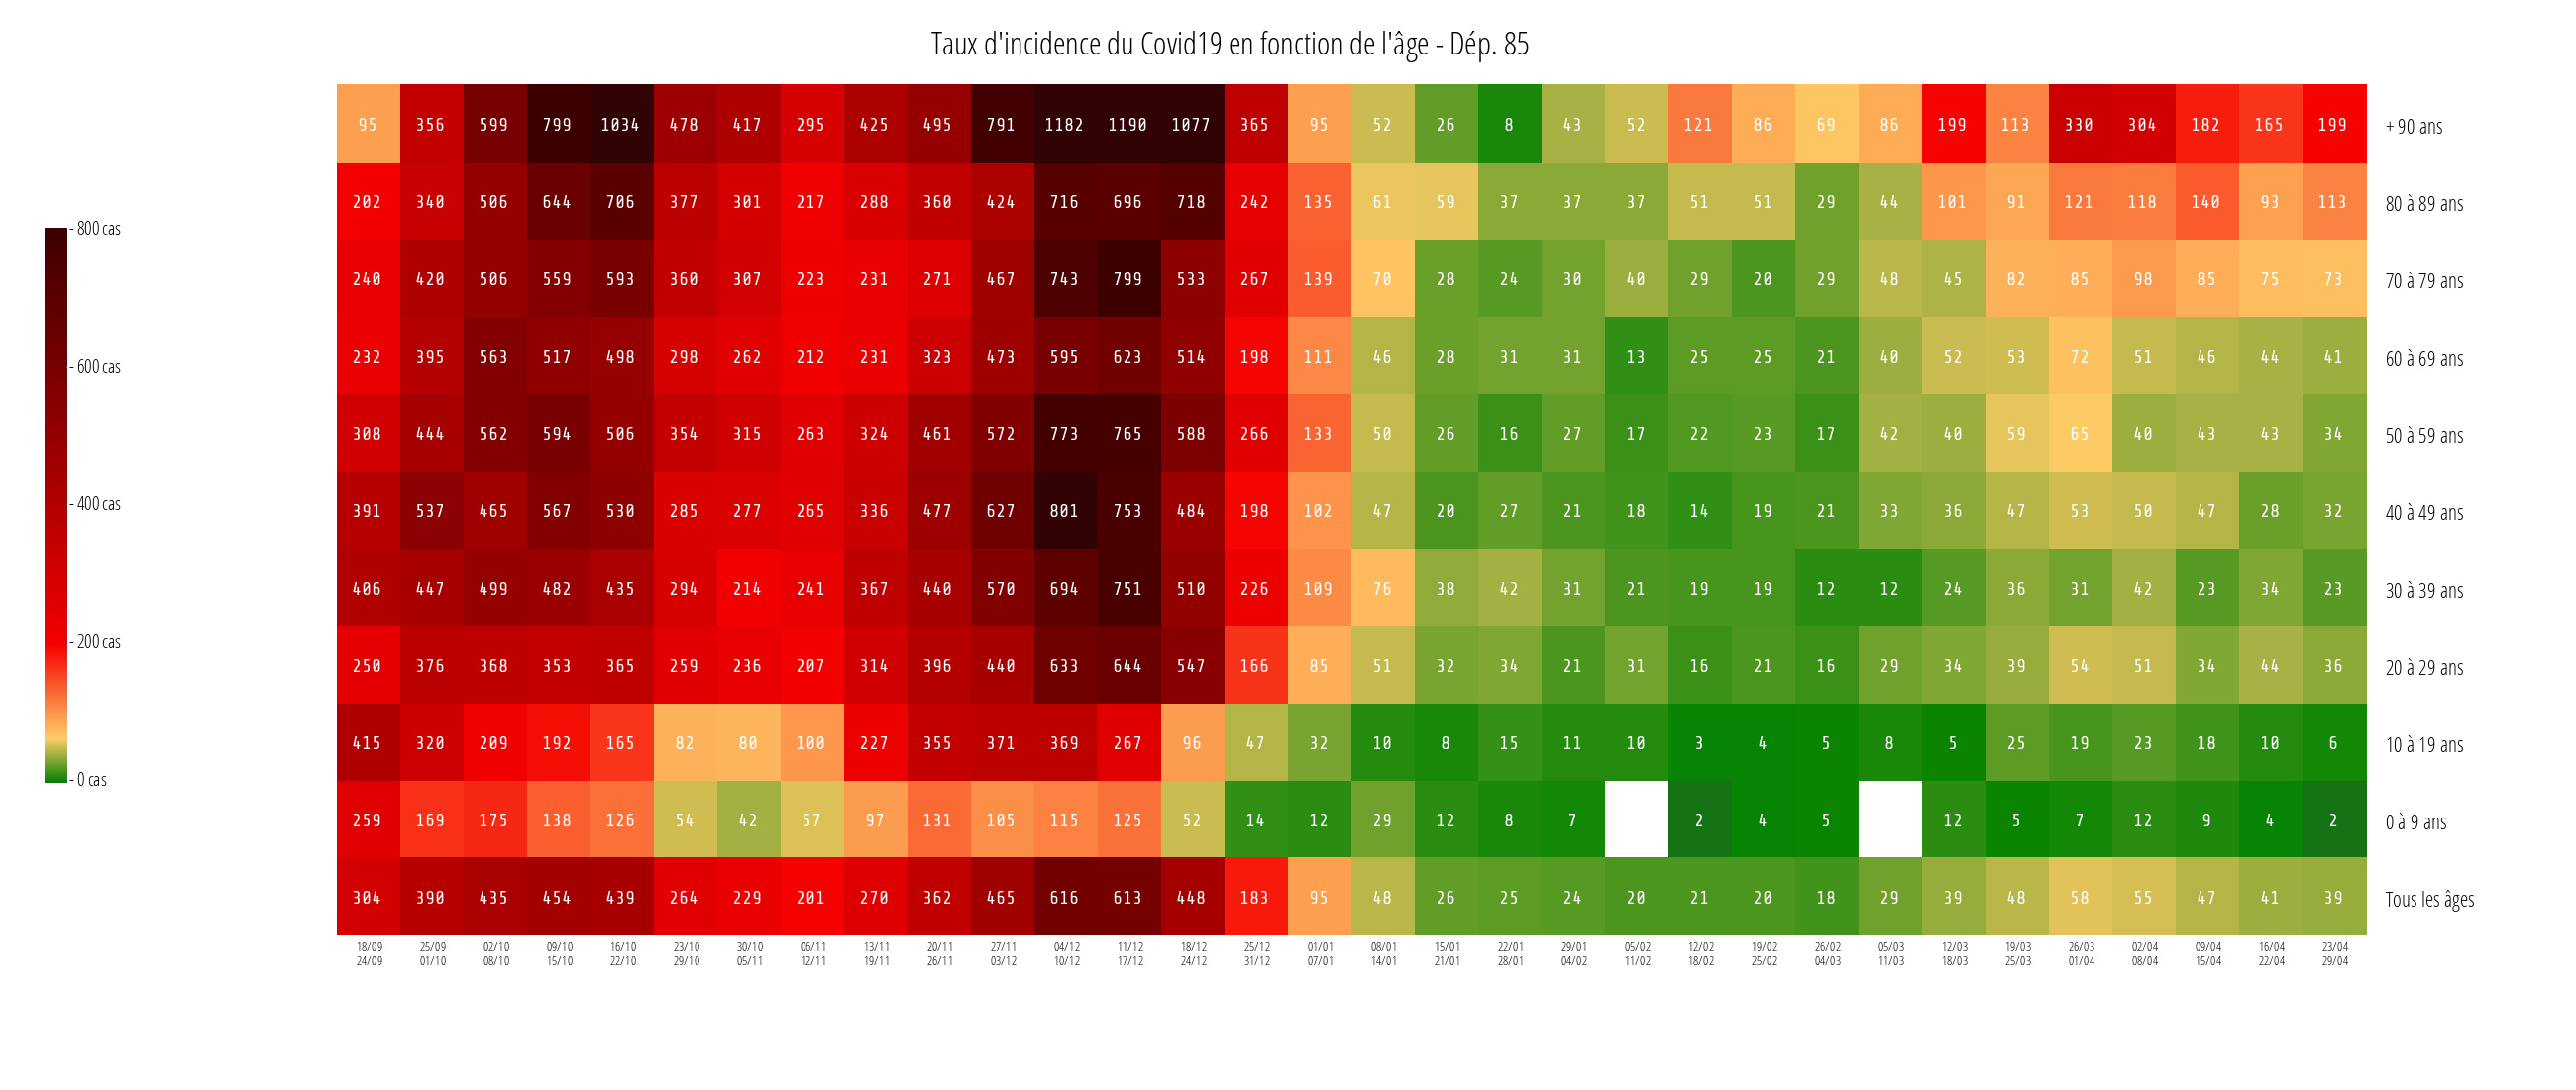 Taux d'incidence du Covid19 en fonction de l'âge - Dép. 85
95 356 599 799 1034 478 417 295 425 495 791 1182 1190 1077 365 95 52 26 8 43 52 121 86 69 86 199 113 330 304 182 165 199 + 90 ans
202 340 506 644 706 377 301 217 288 360 424 716 696 718 242 135 61 59 37 37 37 51 51 29 44 101 91 121 118 140 93 113 80 à 89 ans
- 800 cas
240 420 506 559 593 360 307 223 231 271 467 743 799 533 267 139 70 28 24 30 40 29 20 29 48 45 82 85 98 85 75 73 70 à 79 ans
232 395 563 517 498 298 262 212 231 323 473 595 623 514 198 111 46 28 31 31 13 25 25 21 40 52 53 72 51 46 44 41 60 à 69 ans
- 600 cas
308 444 562 594 506 354 315 263 324 461 572 773 765 588 266 133 50 26 16 27 17 22 23 17 42 40 59 65 40 43 43 34 50 à 59 ans
- 400 cas
391 537 465 567 530 285 277 265 336 477 627 801 753 484 198 102 47 20 27 21 18 14 19 21 33 36 47 53 50 47 28 32 40 à 49 ans
406 447 499 482 435 294 214 241 367 440 570 694 751 510 226 109 76 38 42 31 21 19 19 12 12 24 36 31 42 23 34 23 30 à 39 ans
- 200 cas
250 376 368 353 365 259 236 207 314 396 440 633 644 547 166 85 51 32 34 21 31 16 21 16 29 34 39 54 51 34 44 36 20 à 29 ans
415 320 209 192 165 82 80 100 227 355 371 369 267 96 47 32 10 8 15 11 10 3 4 5 8 5 25 19 23 18 10 6 10 à 19 ans
- 0 cas
259 169 175 138 126 54 42 57 97 131 105 115 125 52 14 12 29 12 8 7 2 4 5 12 5 7 12 9 4 2 0 à 9 ans
304 390 435 454 439 264 229 201 270 362 465 616 613 448 183 95 48 26 25 24 20 21 20 18 29 39 48 58 55 47 41 39 Tous les âges
18/09 25/09 02/10 09/10 16/10 23/10 30/10 06/11 13/11 20/11 27/11 04/12 11/12 18/12 25/12 01/01 08/01 15/01 22/01 29/01 05/02 12/02 19/02 26/02 05/03 12/03 19/03 26/03 02/04 09/04 16/04 23/04
24/09 01/10 08/10 15/10 22/10 29/10 05/11 12/11 19/11 26/11 03/12 10/12 17/12 24/12 31/12 07/01 14/01 21/01 28/01 04/02 11/02 18/02 25/02 04/03 11/03 18/03 25/03 01/04 08/04 15/04 22/04 29/04